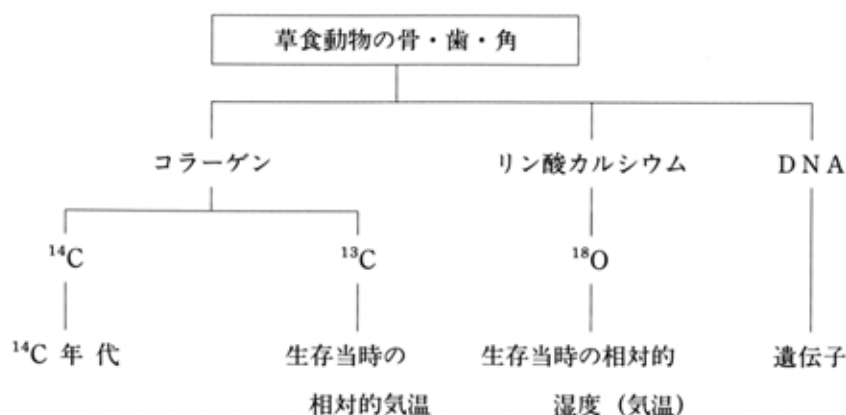 草食動物の骨・歯・角
コラーゲン
リン酸カルシウム
DNA
¹⁴C
¹³C
¹⁸O
¹⁴C 年 代
生存当時の
相対的気温
生存当時の相対的
湿度（気温）
遺伝子